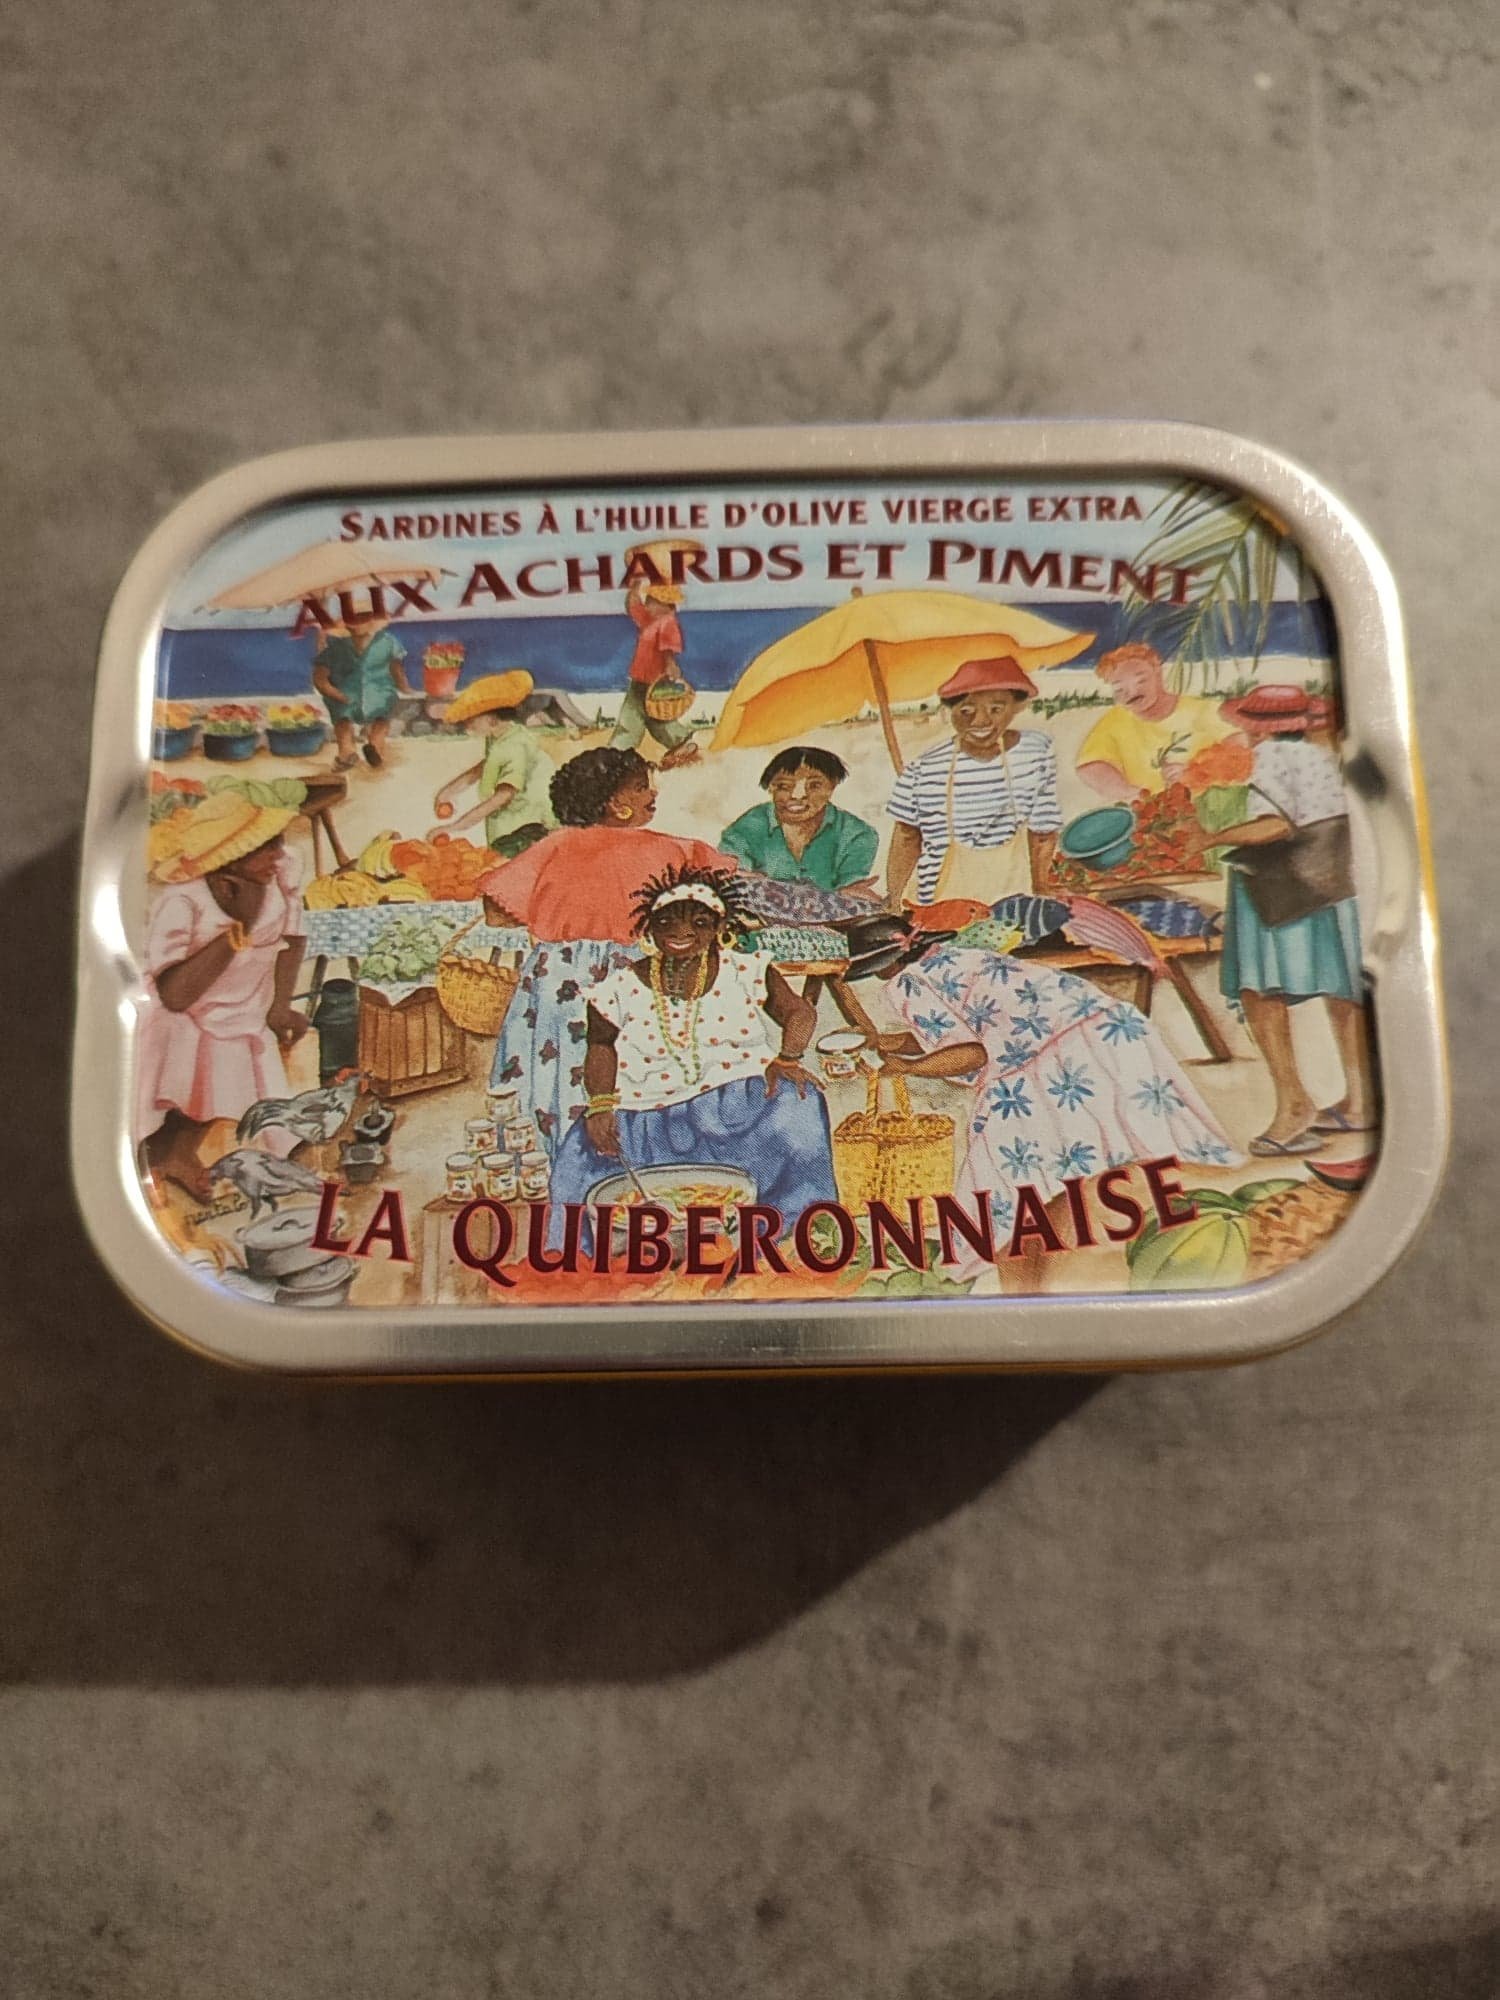 SARDINES À L'HUILE D'OLIVE VIERGE EXTRA
AUX ACHARDS ET PIMENT
LA QUIBERONNAISE